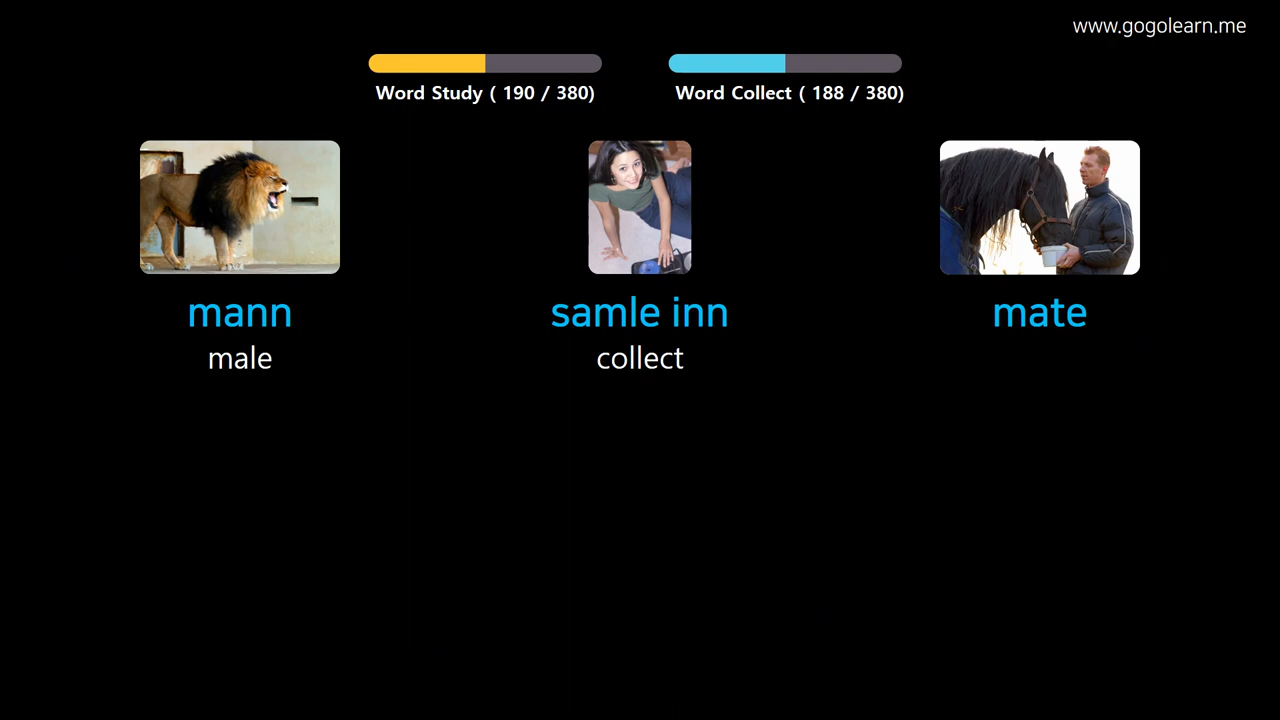 www.gogolearn.me
Word Study ( 190 / 380)
Word Collect ( 188 / 380)
mann
samle inn
mate
male
collect